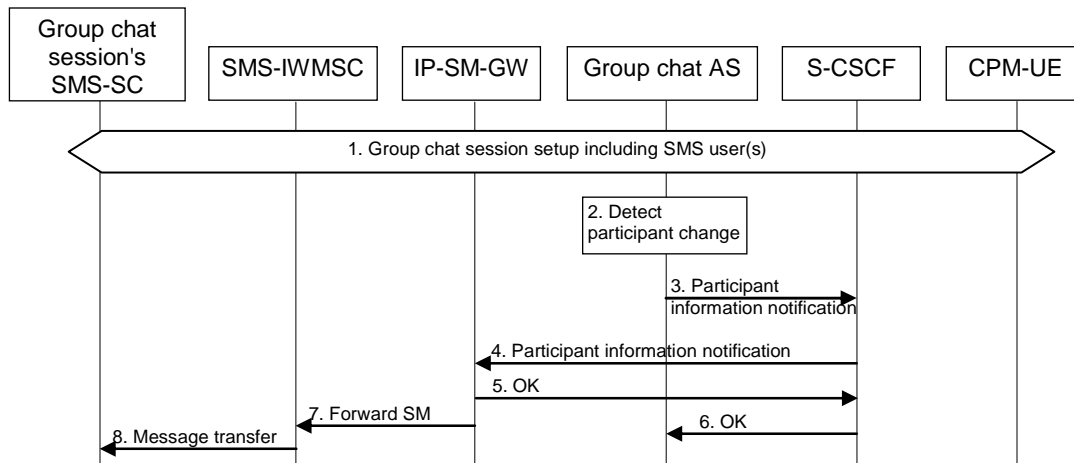 Group chat
session's
SMS-SC
SMS-IWMSC
IP-SM-GW
Group chat AS
S-CSCF
CPM-UE
1. Group chat session setup including SMS user(s)
2. Detect
participant change
3. Participant
information notification
4. Participant information notification
5. OK
7. Forward SM
6. OK
8. Message transfer